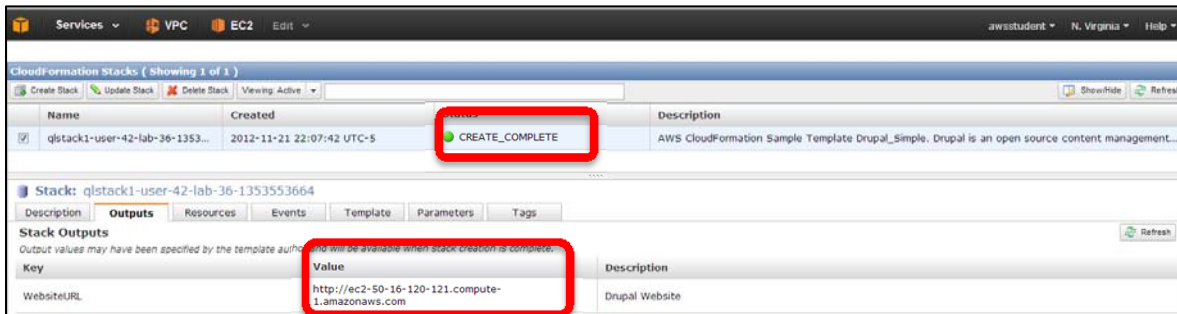 Services VPC EC2 Edit awsstudent N. Virginia Help
CloudFormation Stacks ( Showing 1 of 1 )
Create Stack Update Stack Delete Stack Viewing: Active Show/Hide Refresh
Name Created Status Description
qlstack1-user-42-lab-36-1353... 2012-11-21 22:07:42 UTC-5 CREATE_COMPLETE AWS CloudFormation Sample Template Drupal_Simple. Drupal is an open source content management...
Stack: qlstack1-user-42-lab-36-1353553664
Description Outputs Resources Events Template Parameters Tags
Stack Outputs Refresh
Output values may have been specified by the template author and will be available when stack creation is complete.
Key Value Description
WebsiteURL http://ec2-50-16-120-121.compute-
1.amazonaws.com Drupal Website